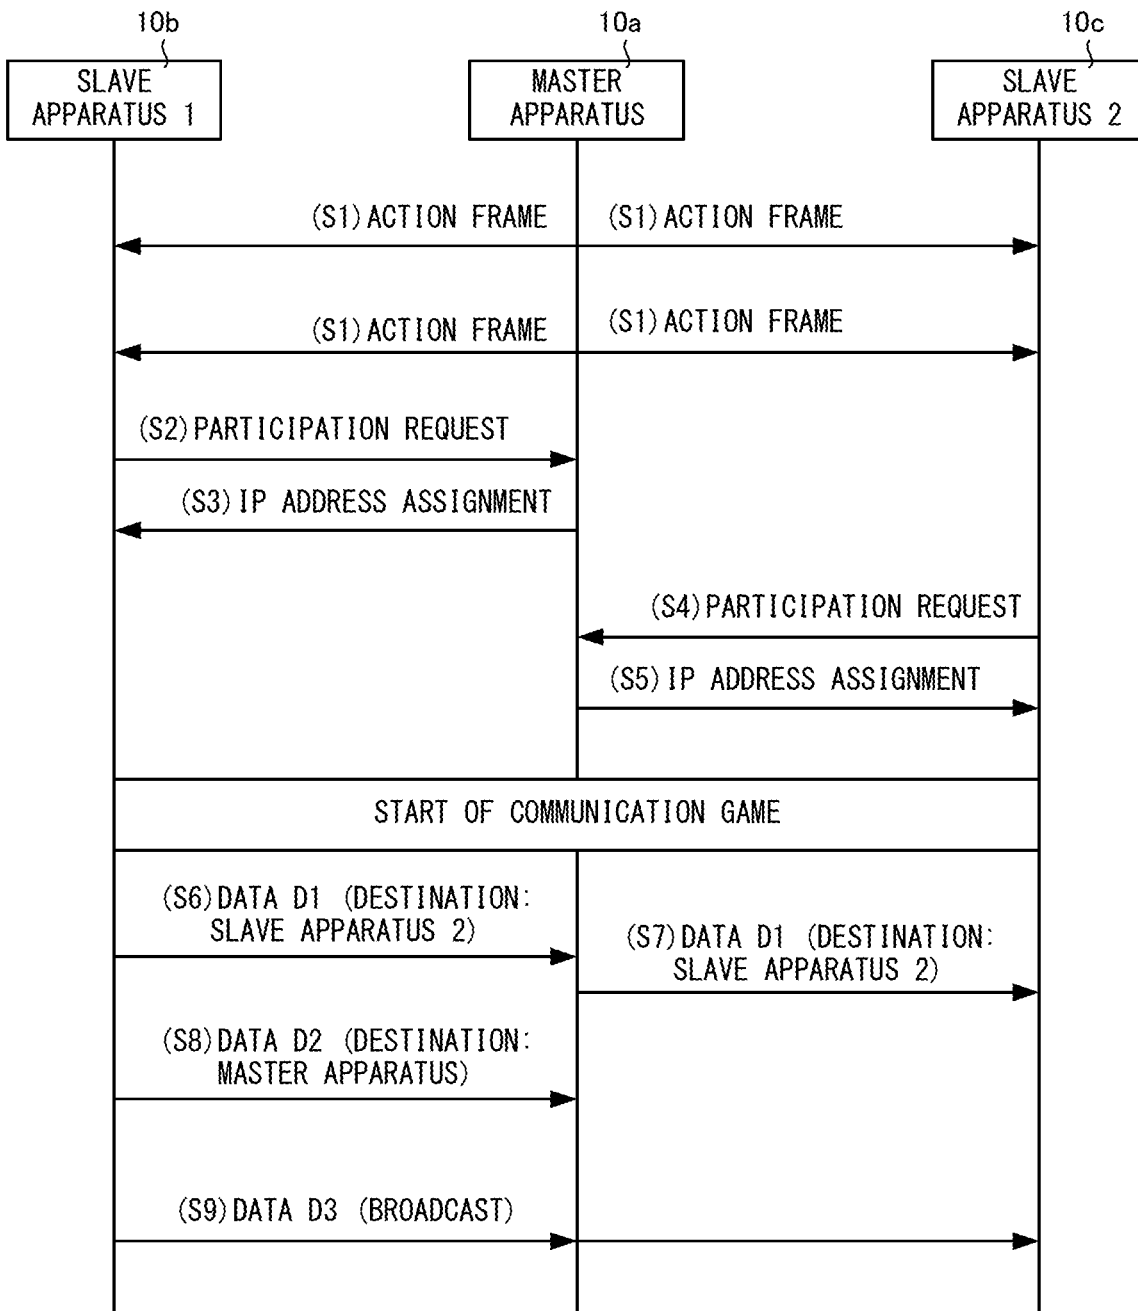 10b
10a
10c
SLAVE
APPARATUS 1
MASTER
APPARATUS
SLAVE
APPARATUS 2
(S1)ACTION FRAME
(S1)ACTION FRAME
(S1)ACTION FRAME
(S1)ACTION FRAME
(S2)PARTICIPATION REQUEST
(S3)IP ADDRESS ASSIGNMENT
(S4)PARTICIPATION REQUEST
(S5)IP ADDRESS ASSIGNMENT
START OF COMMUNICATION GAME
(S6)DATA D1 (DESTINATION:
SLAVE APPARATUS 2)
(S7)DATA D1 (DESTINATION:
SLAVE APPARATUS 2)
(S8)DATA D2 (DESTINATION:
MASTER APPARATUS)
(S9)DATA D3 (BROADCAST)